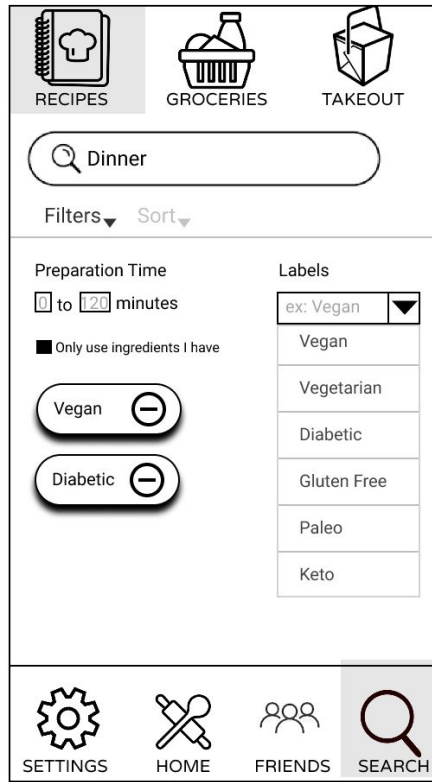 RECIPES GROCERIES TAKEOUT
Dinner
Filters Sort
Preparation Time Labels
0 to 120 minutes ex: Vegan
Only use ingredients I have
Vegan
Vegetarian
Diabetic
Gluten Free
Paleo
Keto
Vegan
Diabetic
SETTINGS HOME FRIENDS SEARCH